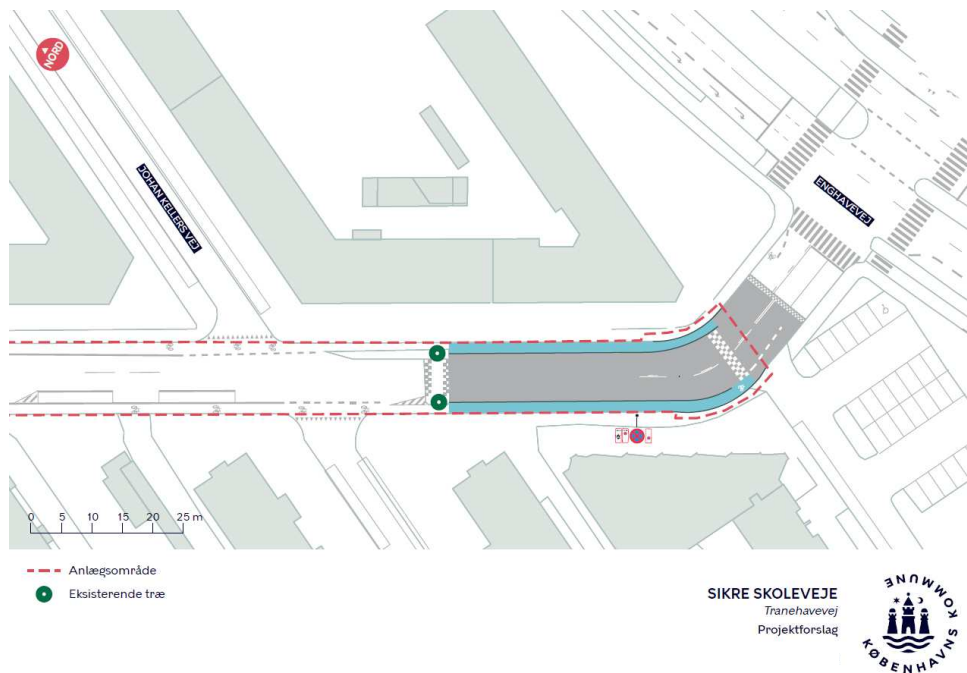 NORD
JOHAN KELLERS VEJ
ENGHAVEVEJ
0 5 10 15 20 25 m
Anlægsområde
Eksisterende træ
SIKRE SKOLEVEJE
Tranehavevej
Projektforslag
KØBENHAVNS KOMMUNE